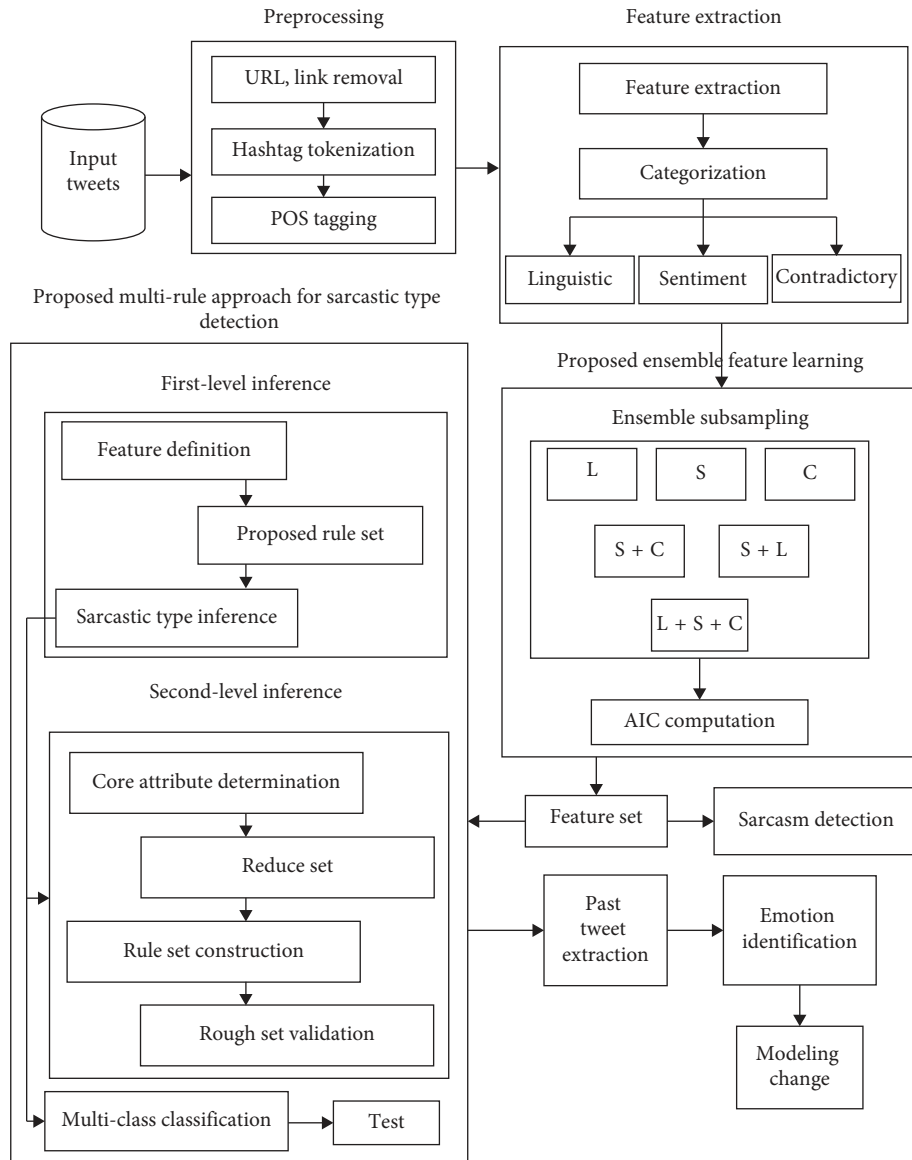 Preprocessing
Feature extraction
URL, link removal
Hashtag tokenization
POS tagging
Input
tweets
Feature extraction
Categorization
Linguistic
Sentiment
Contradictory
Proposed multi-rule approach for sarcastic type
detection
First-level inference
Feature definition
Proposed rule set
Sarcastic type inference
Second-level inference
Core attribute determination
Reduce set
Rule set construction
Rough set validation
Multi-class classification
Test
Proposed ensemble feature learning
Ensemble subsampling
L
S
C
S + C
S + L
L + S + C
AIC computation
Feature set
Sarcasm detection
Past
tweet
extraction
Emotion
identification
Modeling
change